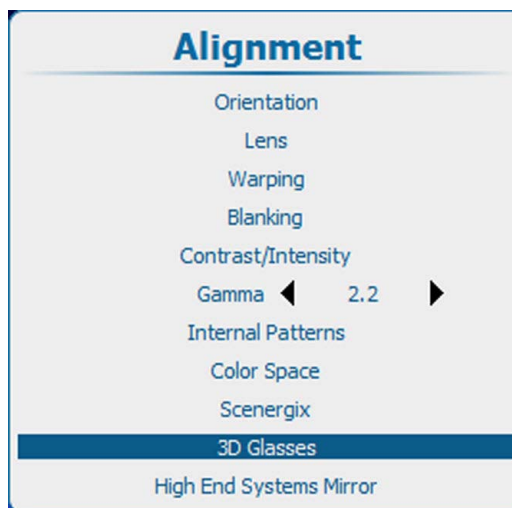 Alignment
Orientation
Lens
Warping
Blanking
Contrast/Intensity
Gamma 2.2
Internal Patterns
Color Space
Scenergix
3D Glasses
High End Systems Mirror